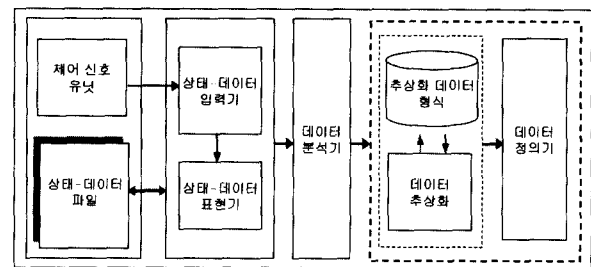 제어 신호
유닛
상태-데이터
파일
상태-데이터
입력기
상태-데이터
표현기
데이터
분석기
추상화 데이터
형식
데이터
추상화
데이터
정의기